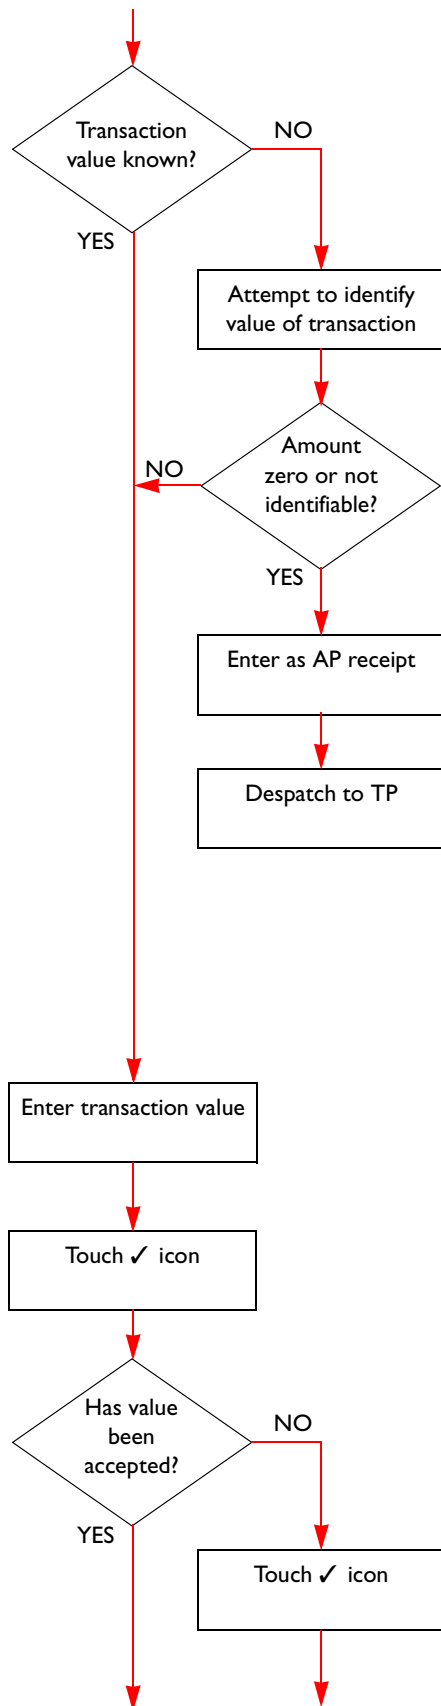 Transaction
value known?
NO
YES
Attempt to identify
value of transaction
Amount
zero or not
identifiable?
NO
YES
Enter as AP receipt
Despatch to TP
Enter transaction value
Touch ✓ icon
Has value
been
accepted?
NO
YES
Touch ✓ icon